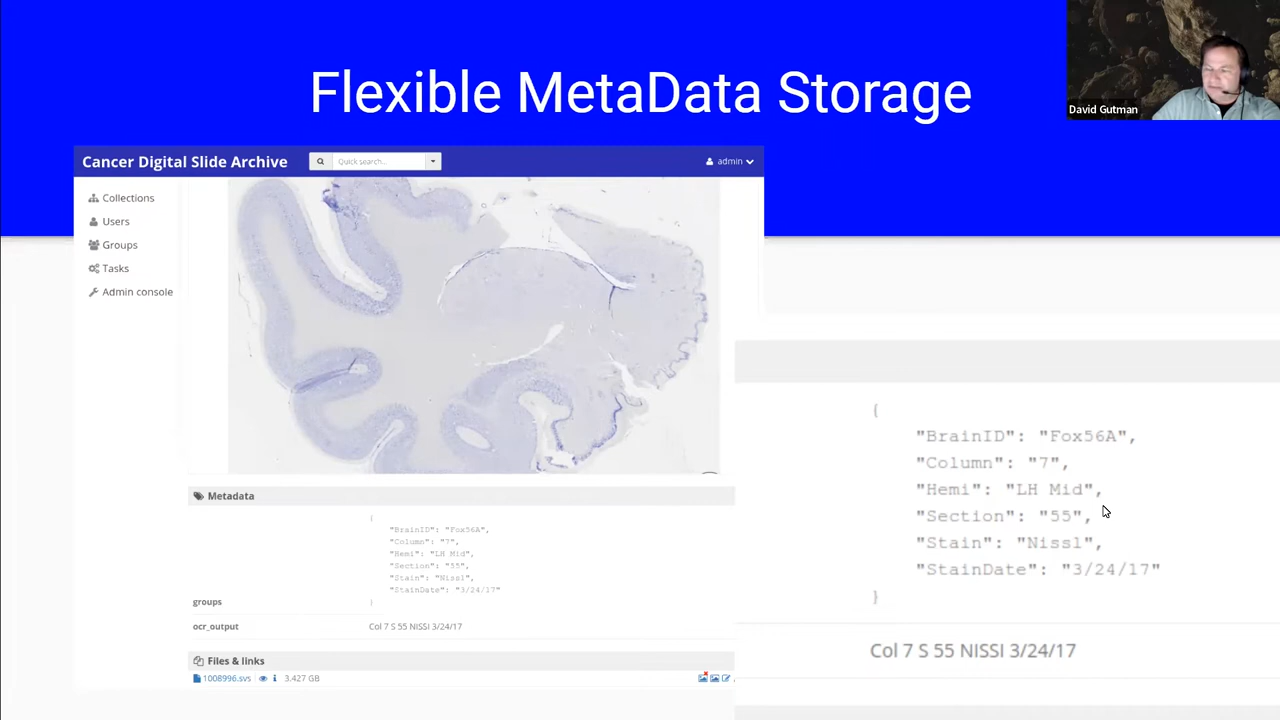 Flexible MetaData Storage
David Gutman
Cancer Digital Slide Archive
Quick search...
admin
Collections
Users
Groups
Tasks
Admin console
Metadata
{
"BrainID": "Fox56A",
"Column": "7",
"Hemi": "LH Mid",
"Section": "55",
"Stain": "Nissl",
"StainDate": "3/24/17"
}
groups
ocr_output
Col 7 S 55 NISSI 3/24/17
Files & links
1008996.svs
3.427 GB
{
"BrainID": "Fox56A",
"Column": "7",
"Hemi": "LH Mid",
"Section": "55",
"Stain": "Nissl",
"StainDate": "3/24/17"
}
Col 7 S 55 NISSI 3/24/17